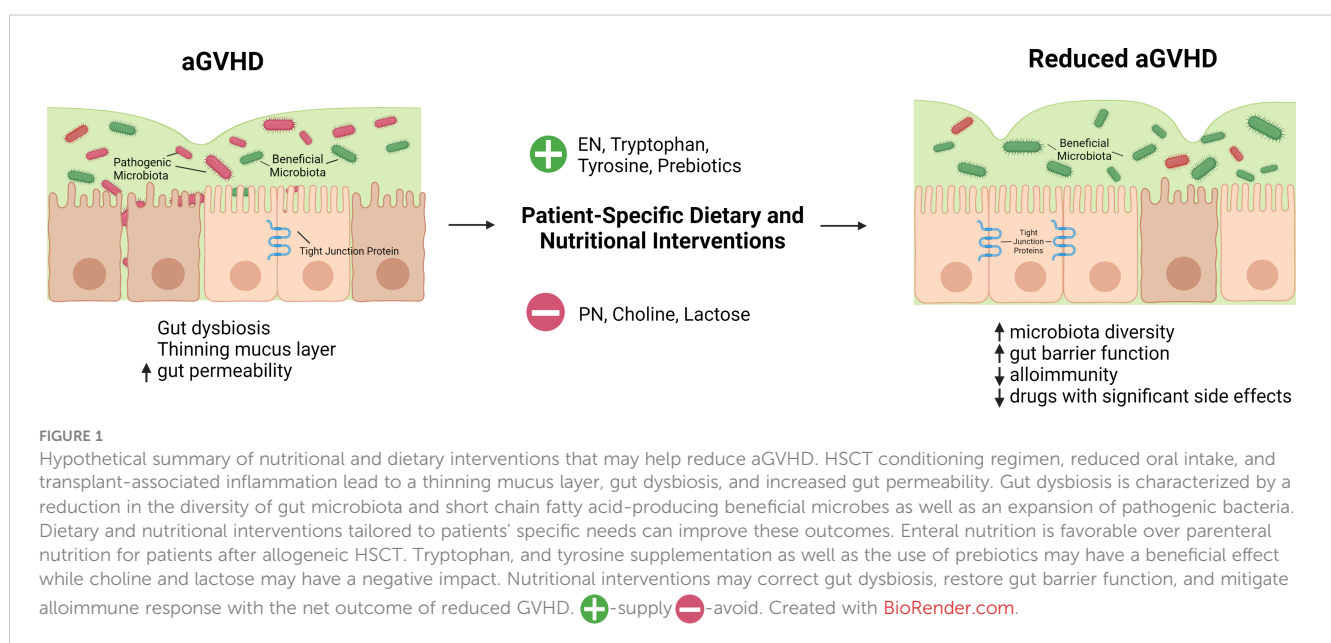 aGVHD
Reduced aGVHD
Pathogenic
Microbiota
Beneficial
Microbiota
Tight Junction Protein
Gut dysbiosis
Thinning mucus layer
↑ gut permeability
EN, Tryptophan,
Tyrosine, Prebiotics
Patient-Specific Dietary and
Nutritional Interventions
PN, Choline, Lactose
Beneficial
Microbiota
Tight
Junction
Proteins
↑ microbiota diversity
↑ gut barrier function
↓ alloimmunity
↓ drugs with significant side effects
FIGURE 1
Hypothetical summary of nutritional and dietary interventions that may help reduce aGVHD. HSCT conditioning regimen, reduced oral intake, and
transplant-associated inflammation lead to a thinning mucus layer, gut dysbiosis, and increased gut permeability. Gut dysbiosis is characterized by a
reduction in the diversity of gut microbiota and short chain fatty acid-producing beneficial microbes as well as an expansion of pathogenic bacteria.
Dietary and nutritional interventions tailored to patients' specific needs can improve these outcomes. Enteral nutrition is favorable over parenteral
nutrition for patients after allogeneic HSCT. Tryptophan, and tyrosine supplementation as well as the use of prebiotics may have a beneficial effect
while choline and lactose may have a negative impact. Nutritional interventions may correct gut dysbiosis, restore gut barrier function, and mitigate
alloimmune response with the net outcome of reduced GVHD. + -supply − -avoid. Created with BioRender.com.